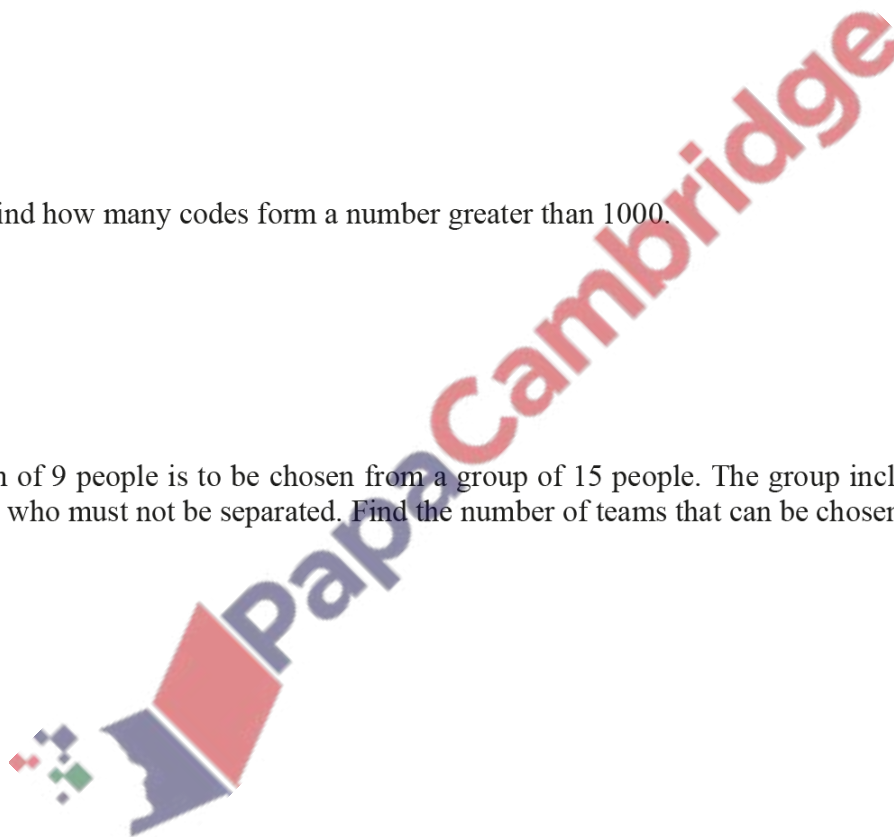 ind how many codes form a number greater than 1000.
n of 9 people is to be chosen from a group of 15 people. The group incl
who must not be separated. Find the number of teams that can be chosen
PapaCambridge